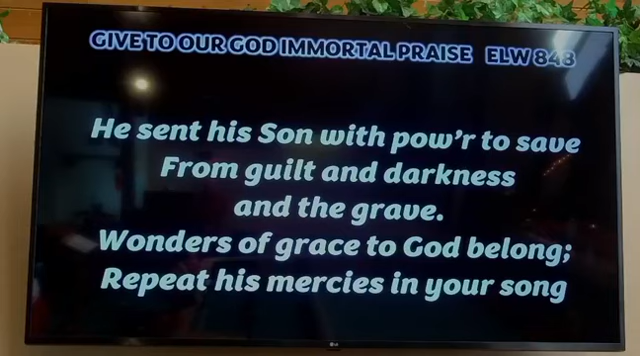 GIVE TO OUR GOD IMMORTAL PRAISE ELW 848
He sent his Son with pow'r to save
From guilt and darkness
and the grave.
Wonders of grace to God belong;
Repeat his mercies in your song
LG